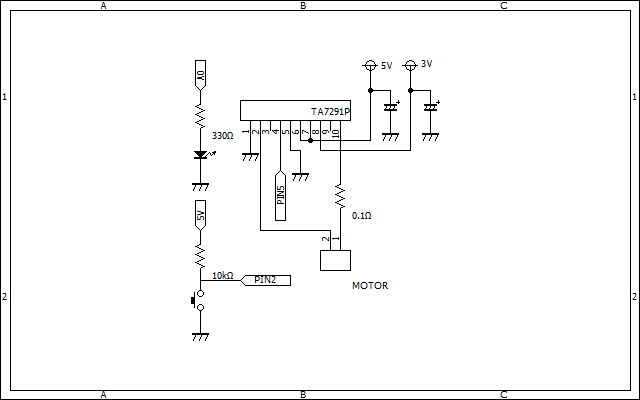 A B C
5V 3V
0V
1 1
TA7291P
330Ω
1 2 3 4 5 6 7 8 9 10
PIN5
5V
0.1Ω
2 1
10kΩ PIN2
MOTOR
2 2
A B C